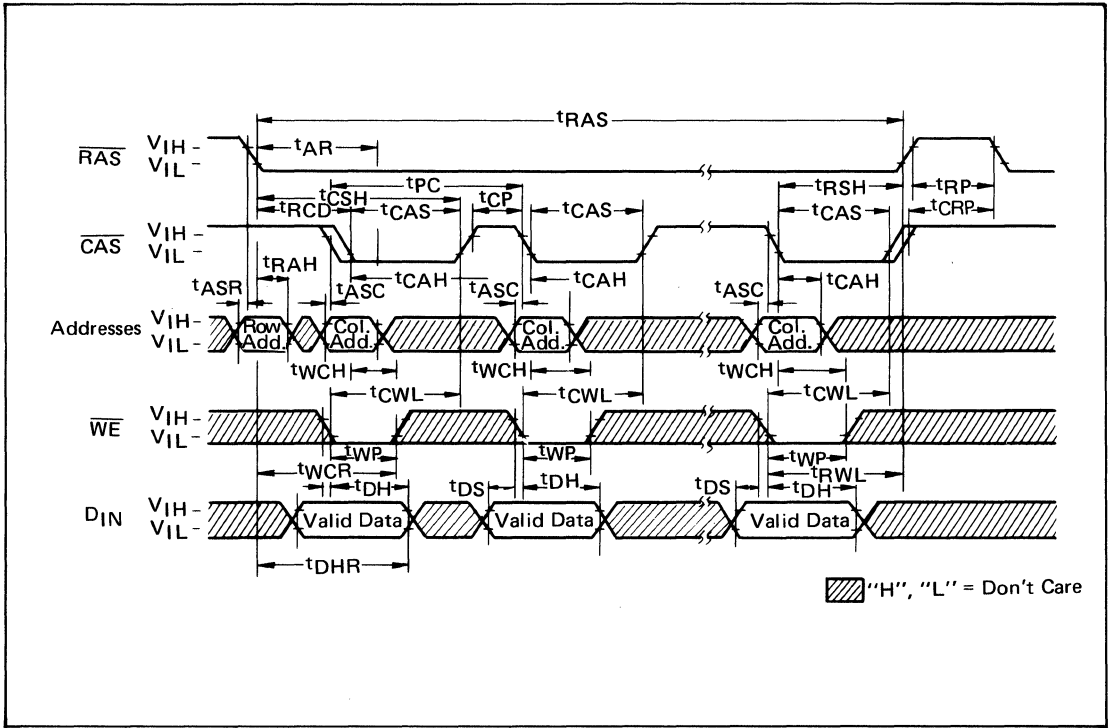 tRAS
RAS VIH
VIL
tAR
tPC
tCSH
tRCD tCAS tCP tCAS
tRSH tRP
tCAS tCRP
CAS VIH
VIL
tRAH
tASR tASC tCAH tASC tCAH tASC tCAH
Addresses VIH
VIL
Row Add. Col. Add. Col. Add. Col. Add.
tWCH tWCH tWCH
tCWL tCWL tCWL
WE VIH
VIL
tWP tWP tWP
tWCR tRWL
tDH tDS tDH tDS tDH
DIN VIH
VIL
Valid Data Valid Data Valid Data
tDHR
"H", "L" = Don't Care